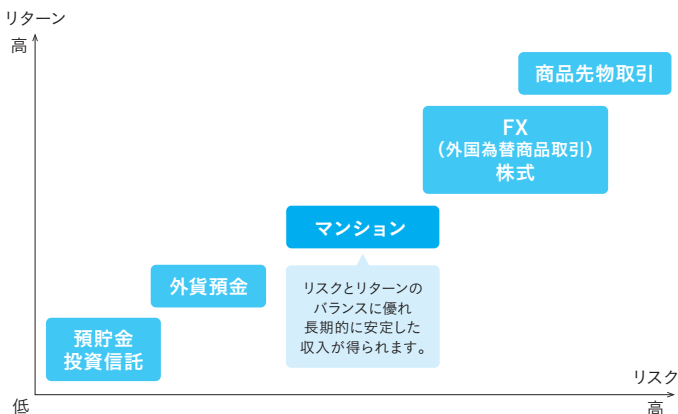 リターン
高
商品先物取引
FX
（外国為替商品取引）
株式
マンション
リスクとリターンの
バランスに優れ
長期的に安定した
収入が得られます。
外貨預金
預貯金
投資信託
リスク
低
高